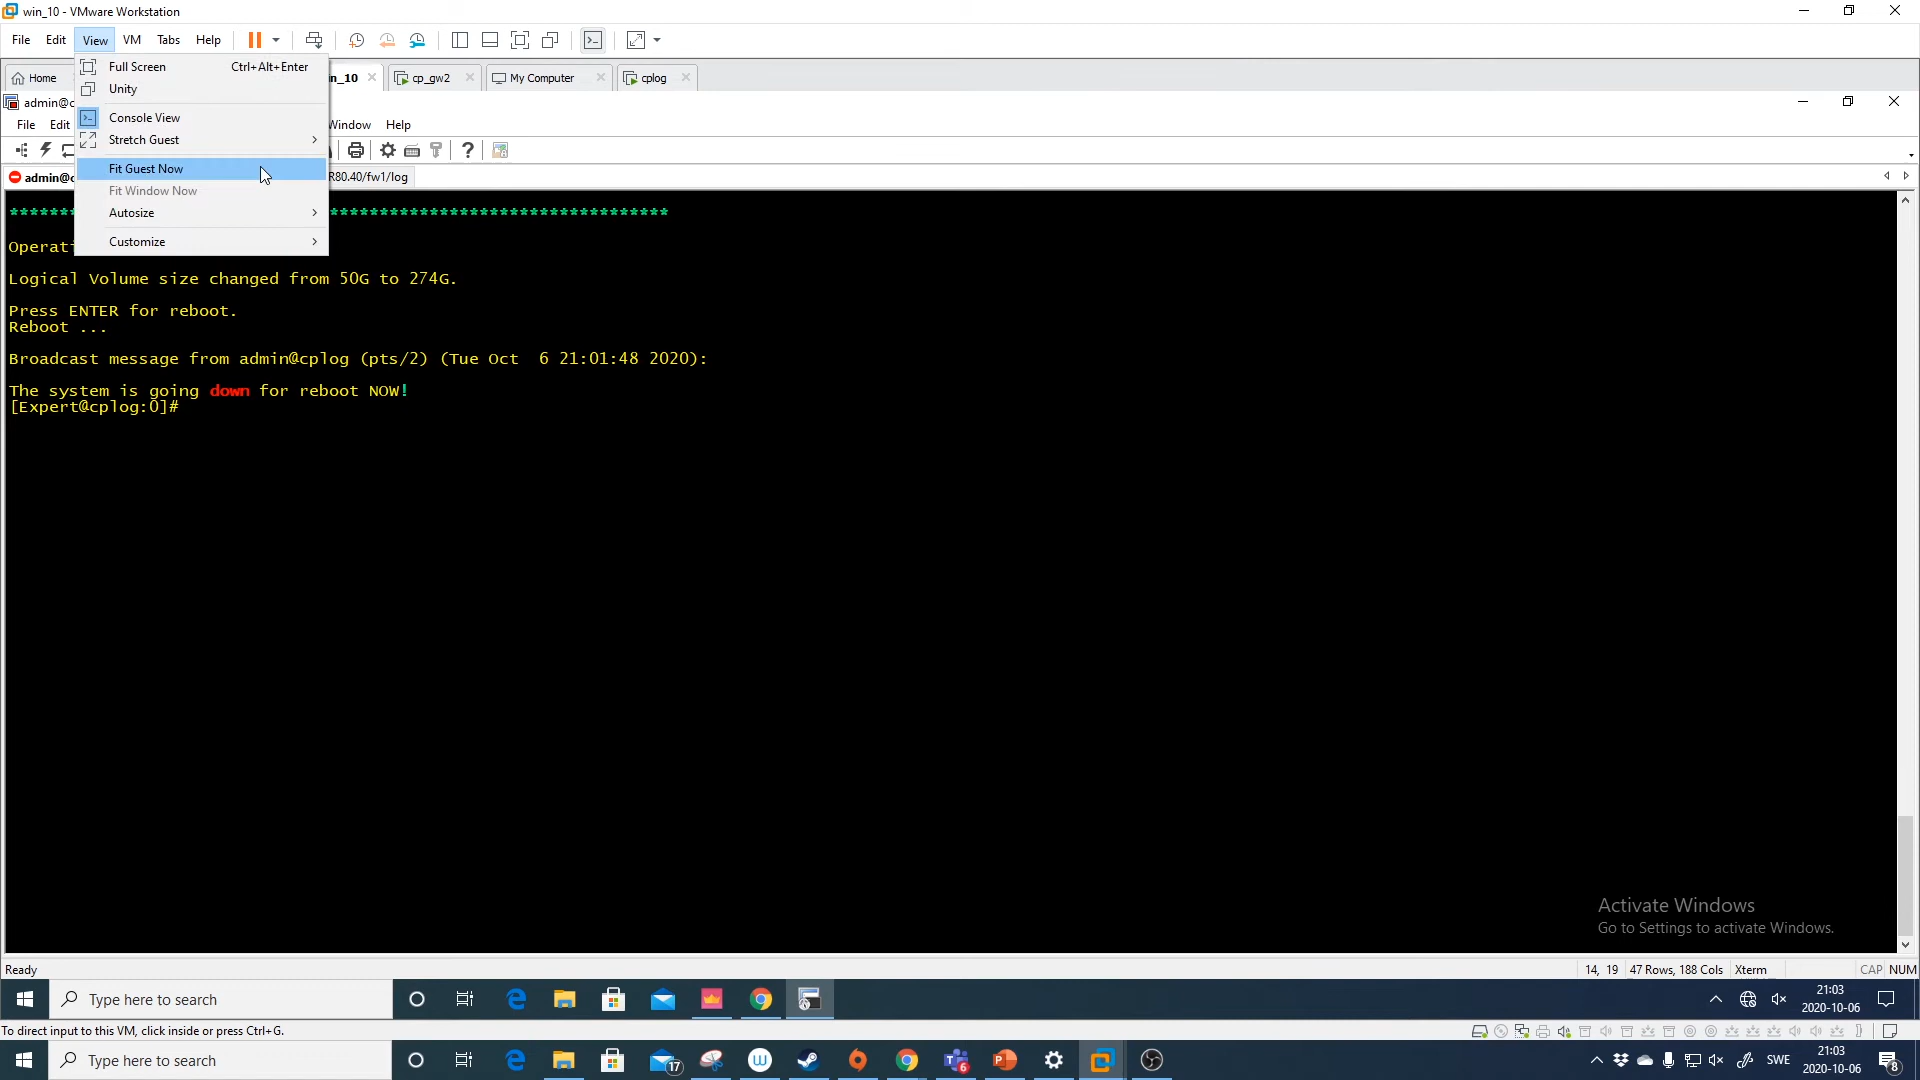 win_10 - VMware Workstation
File Edit View VM Tabs Help
Home n_10 cp_gw2 My Computer cplog
Full Screen Ctrl+Alt+Enter
Unity
Console View
Stretch Guest
Fit Guest Now
Fit Window Now
Autosize
Customize
admin@c
File Edit Window Help
admin@c R80.40/fw1/log
Operati
Logical Volume size changed from 50G to 274G.
Press ENTER for reboot.
Reboot ...
Broadcast message from admin@cplog (pts/2) (Tue Oct 6 21:01:48 2020):
The system is going down for reboot NOW!
[Expert@cplog:0]#
Activate Windows
Go to Settings to activate Windows.
Ready 14, 19 47 Rows, 188 Cols Xterm CAP NUM
Type here to search 21:03
2020-10-06
To direct input to this VM, click inside or press Ctrl+G.
Type here to search 17 6 SWE 21:03
2020-10-06 8